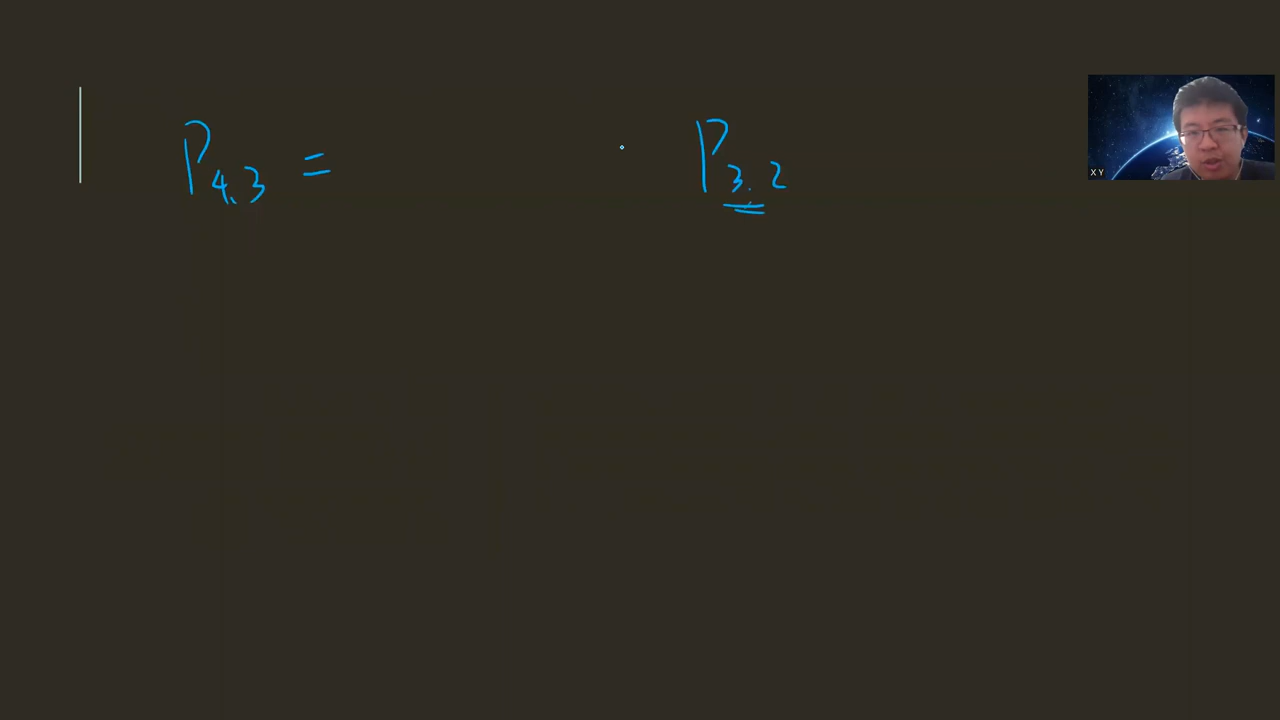 P4,3 = P3,2
X Y